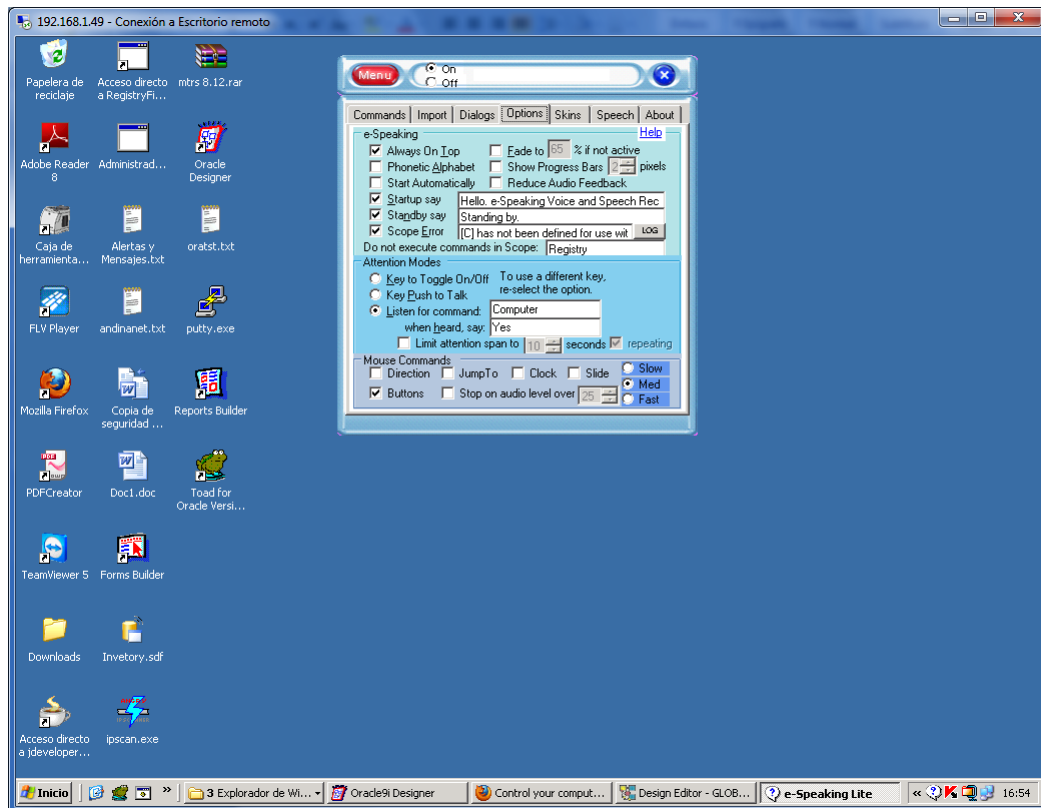 192.168.1.49 - Conexión a Escritorio remoto
Papelera de reciclaje
Acceso directo a RegistryFi...
mtrs 8.12.rar
Adobe Reader 8
Administrad...
Oracle Designer
Caja de herramienta...
Alertas y Mensajes.txt
oratst.txt
FLV Player
andinanet.txt
putty.exe
Mozilla Firefox
Copia de seguridad ...
Reports Builder
PDFCreator
Doc1.doc
Toad for Oracle Versi...
TeamViewer 5
Forms Builder
Downloads
Invetory.sdf
Acceso directo a jdeveloper...
ipscan.exe
Menu
On
Off
Commands Import Dialogs Options Skins Speech About
e-Speaking Help
Always On Top Fade to 65 % if not active
Phonetic Alphabet Show Progress Bars 2 pixels
Start Automatically Reduce Audio Feedback
Startup say Hello. e-Speaking Voice and Speech Rec
Standby say Standing by.
Scope Error [C] has not been defined for use wit LOG
Do not execute commands in Scope: Registry
Attention Modes
Key to Toggle On/Off To use a different key,
Key Push to Talk re-select the option.
Listen for command: Computer
when heard, say: Yes
Limit attention span to 10 seconds repeating
Mouse Commands
Direction JumpTo Clock Slide Slow
Med
Buttons Stop on audio level over 25 Fast
Inicio » 3 Explorador de Wi... Oracle9i Designer Control your comput... Design Editor - GLOB... e-Speaking Lite « 16:54